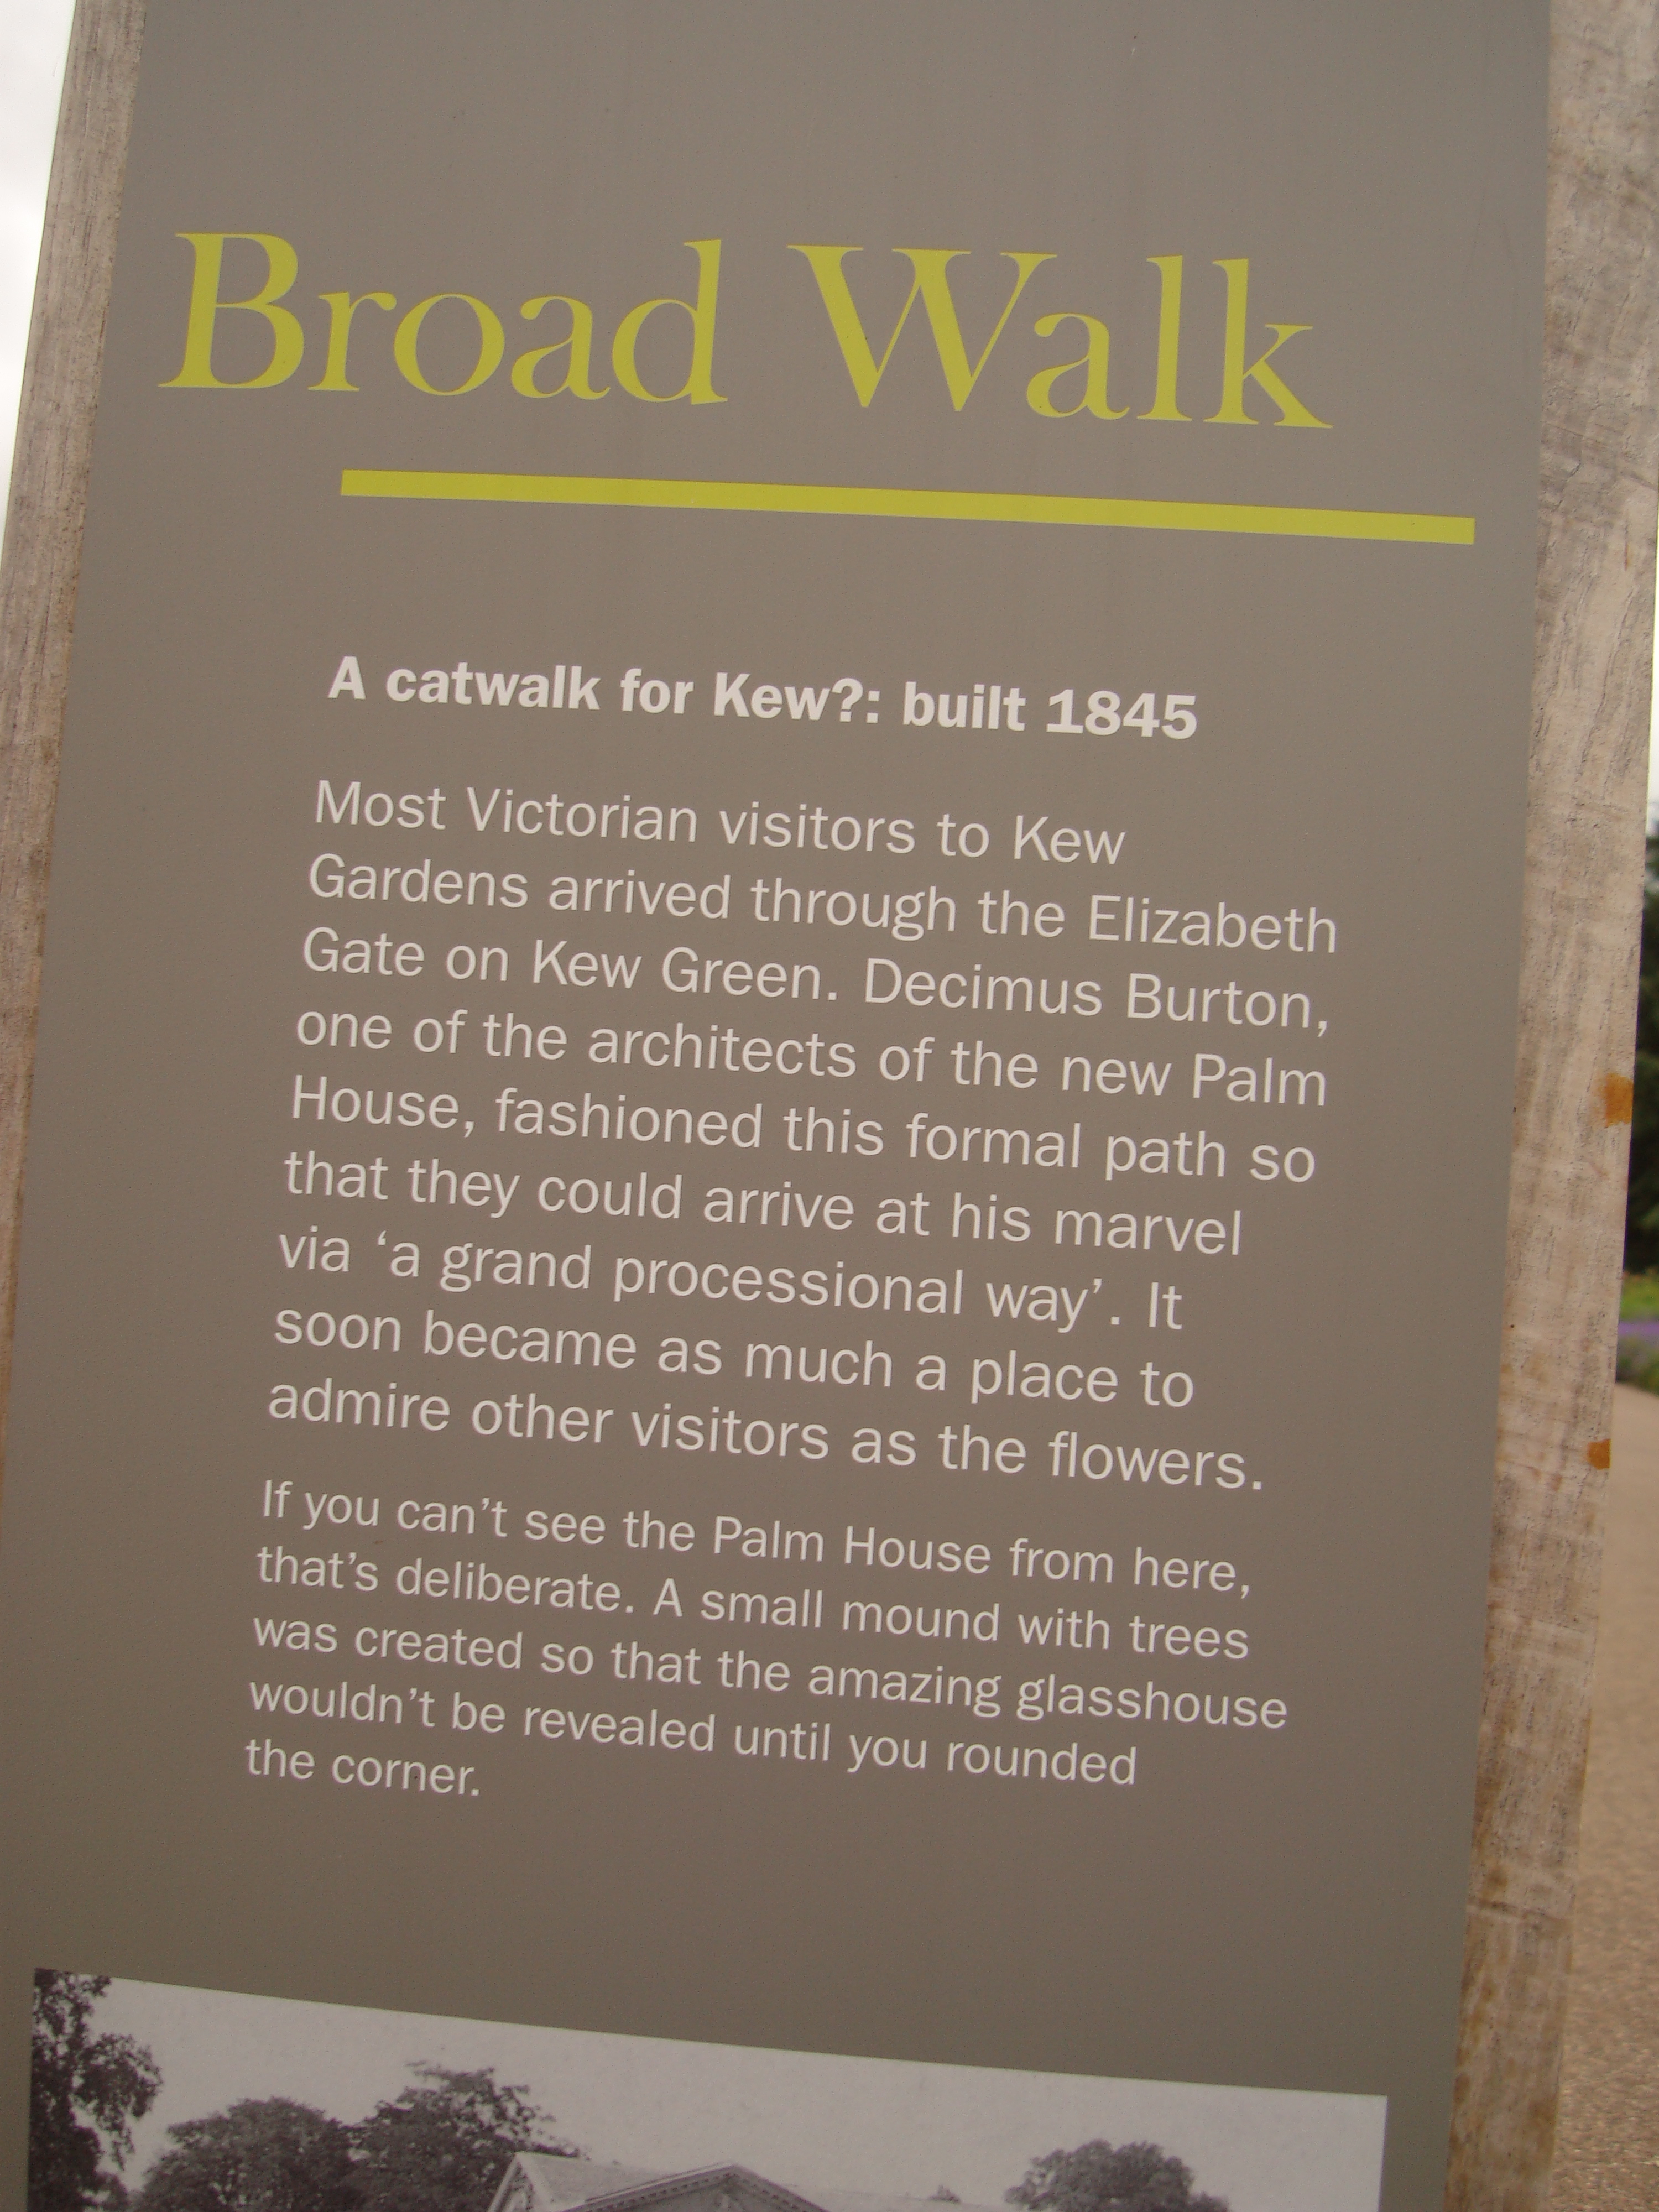 Broad Walk
A catwalk for Kew?: built 1845
Most Victorian visitors to Kew
Gardens arrived through the Elizabeth
Gate on Kew Green. Decimus Burton,
one of the architects of the new Palm
House, fashioned this formal path so
that they could arrive at his marvel
via ‘a grand processional way’. It
soon became as much a place to
admire other visitors as the flowers.
If you can’t see the Palm House from here,
that’s deliberate. A small mound with trees
was created so that the amazing glasshouse
wouldn’t be revealed until you rounded
the corner.